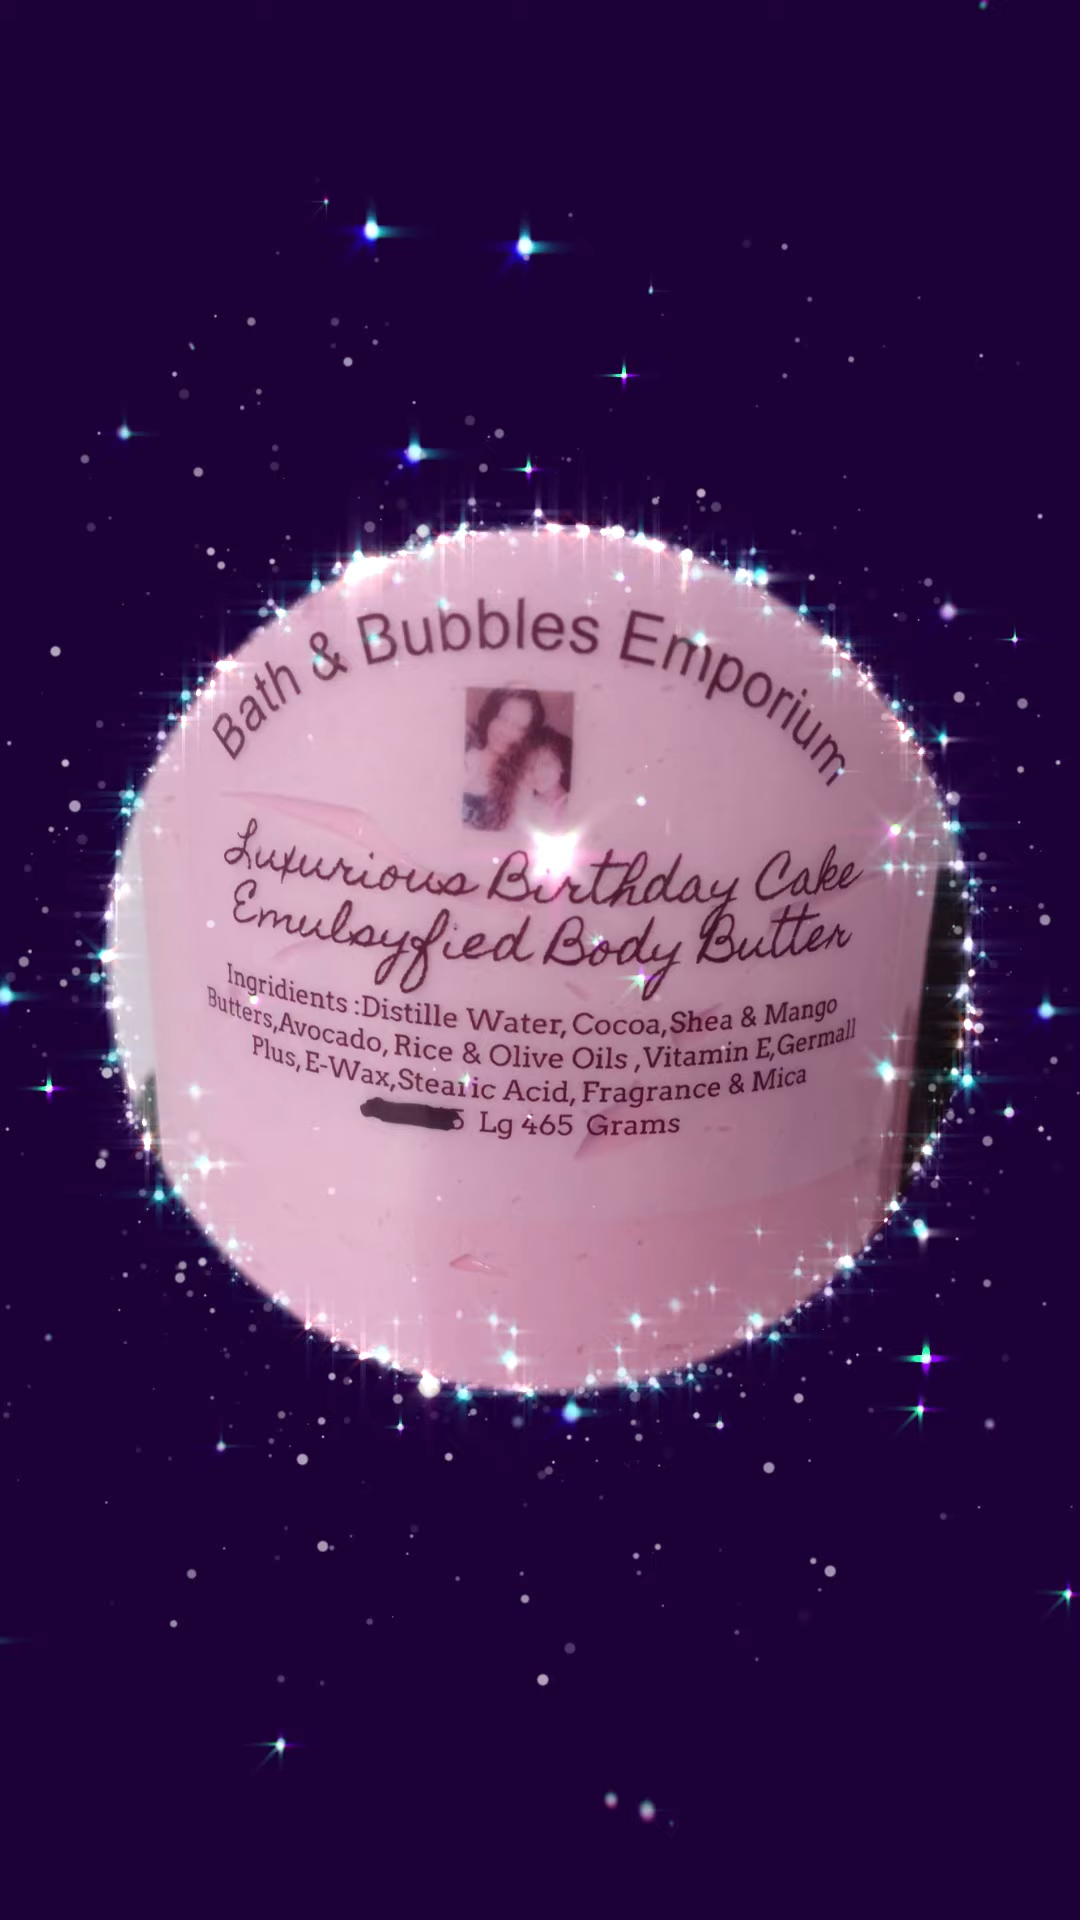 Bath & Bubbles Emporium
Luxurious Birthday Cake
Emulsyfied Body Butter
Ingridients :Distille Water, Cocoa,Shea & Mango
Butters,Avocado, Rice & Olive Oils ,Vitamin E,Germall
Plus,E-Wax,Stearic Acid, Fragrance & Mica
Lg 465 Grams